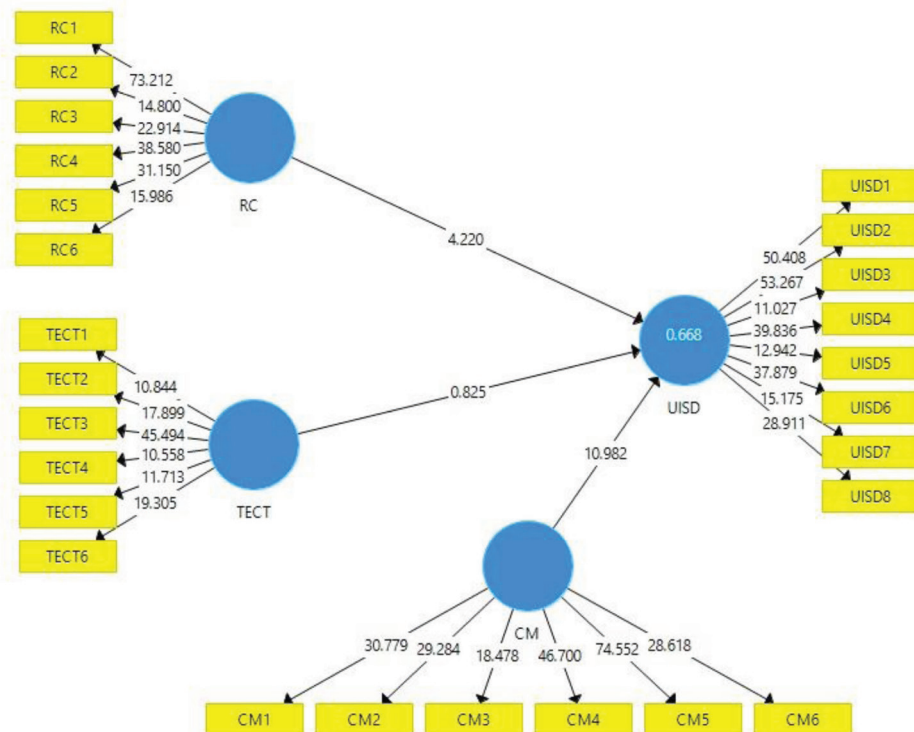 RC1
RC2
RC3
RC4
RC5
RC6
73.212
14.800
22.914
38.580
31.150
15.986
RC
4.220
TECT1
TECT2
TECT3
TECT4
TECT5
TECT6
10.844
17.899
45.494
10.558
11.713
19.305
TECT
0.825
0.668
UISD
50.408
53.267
11.027
39.836
12.942
37.879
15.175
28.911
UISD1
UISD2
UISD3
UISD4
UISD5
UISD6
UISD7
UISD8
10.982
CM
30.779
29.284
18.478
46.700
74.552
28.618
CM1
CM2
CM3
CM4
CM5
CM6